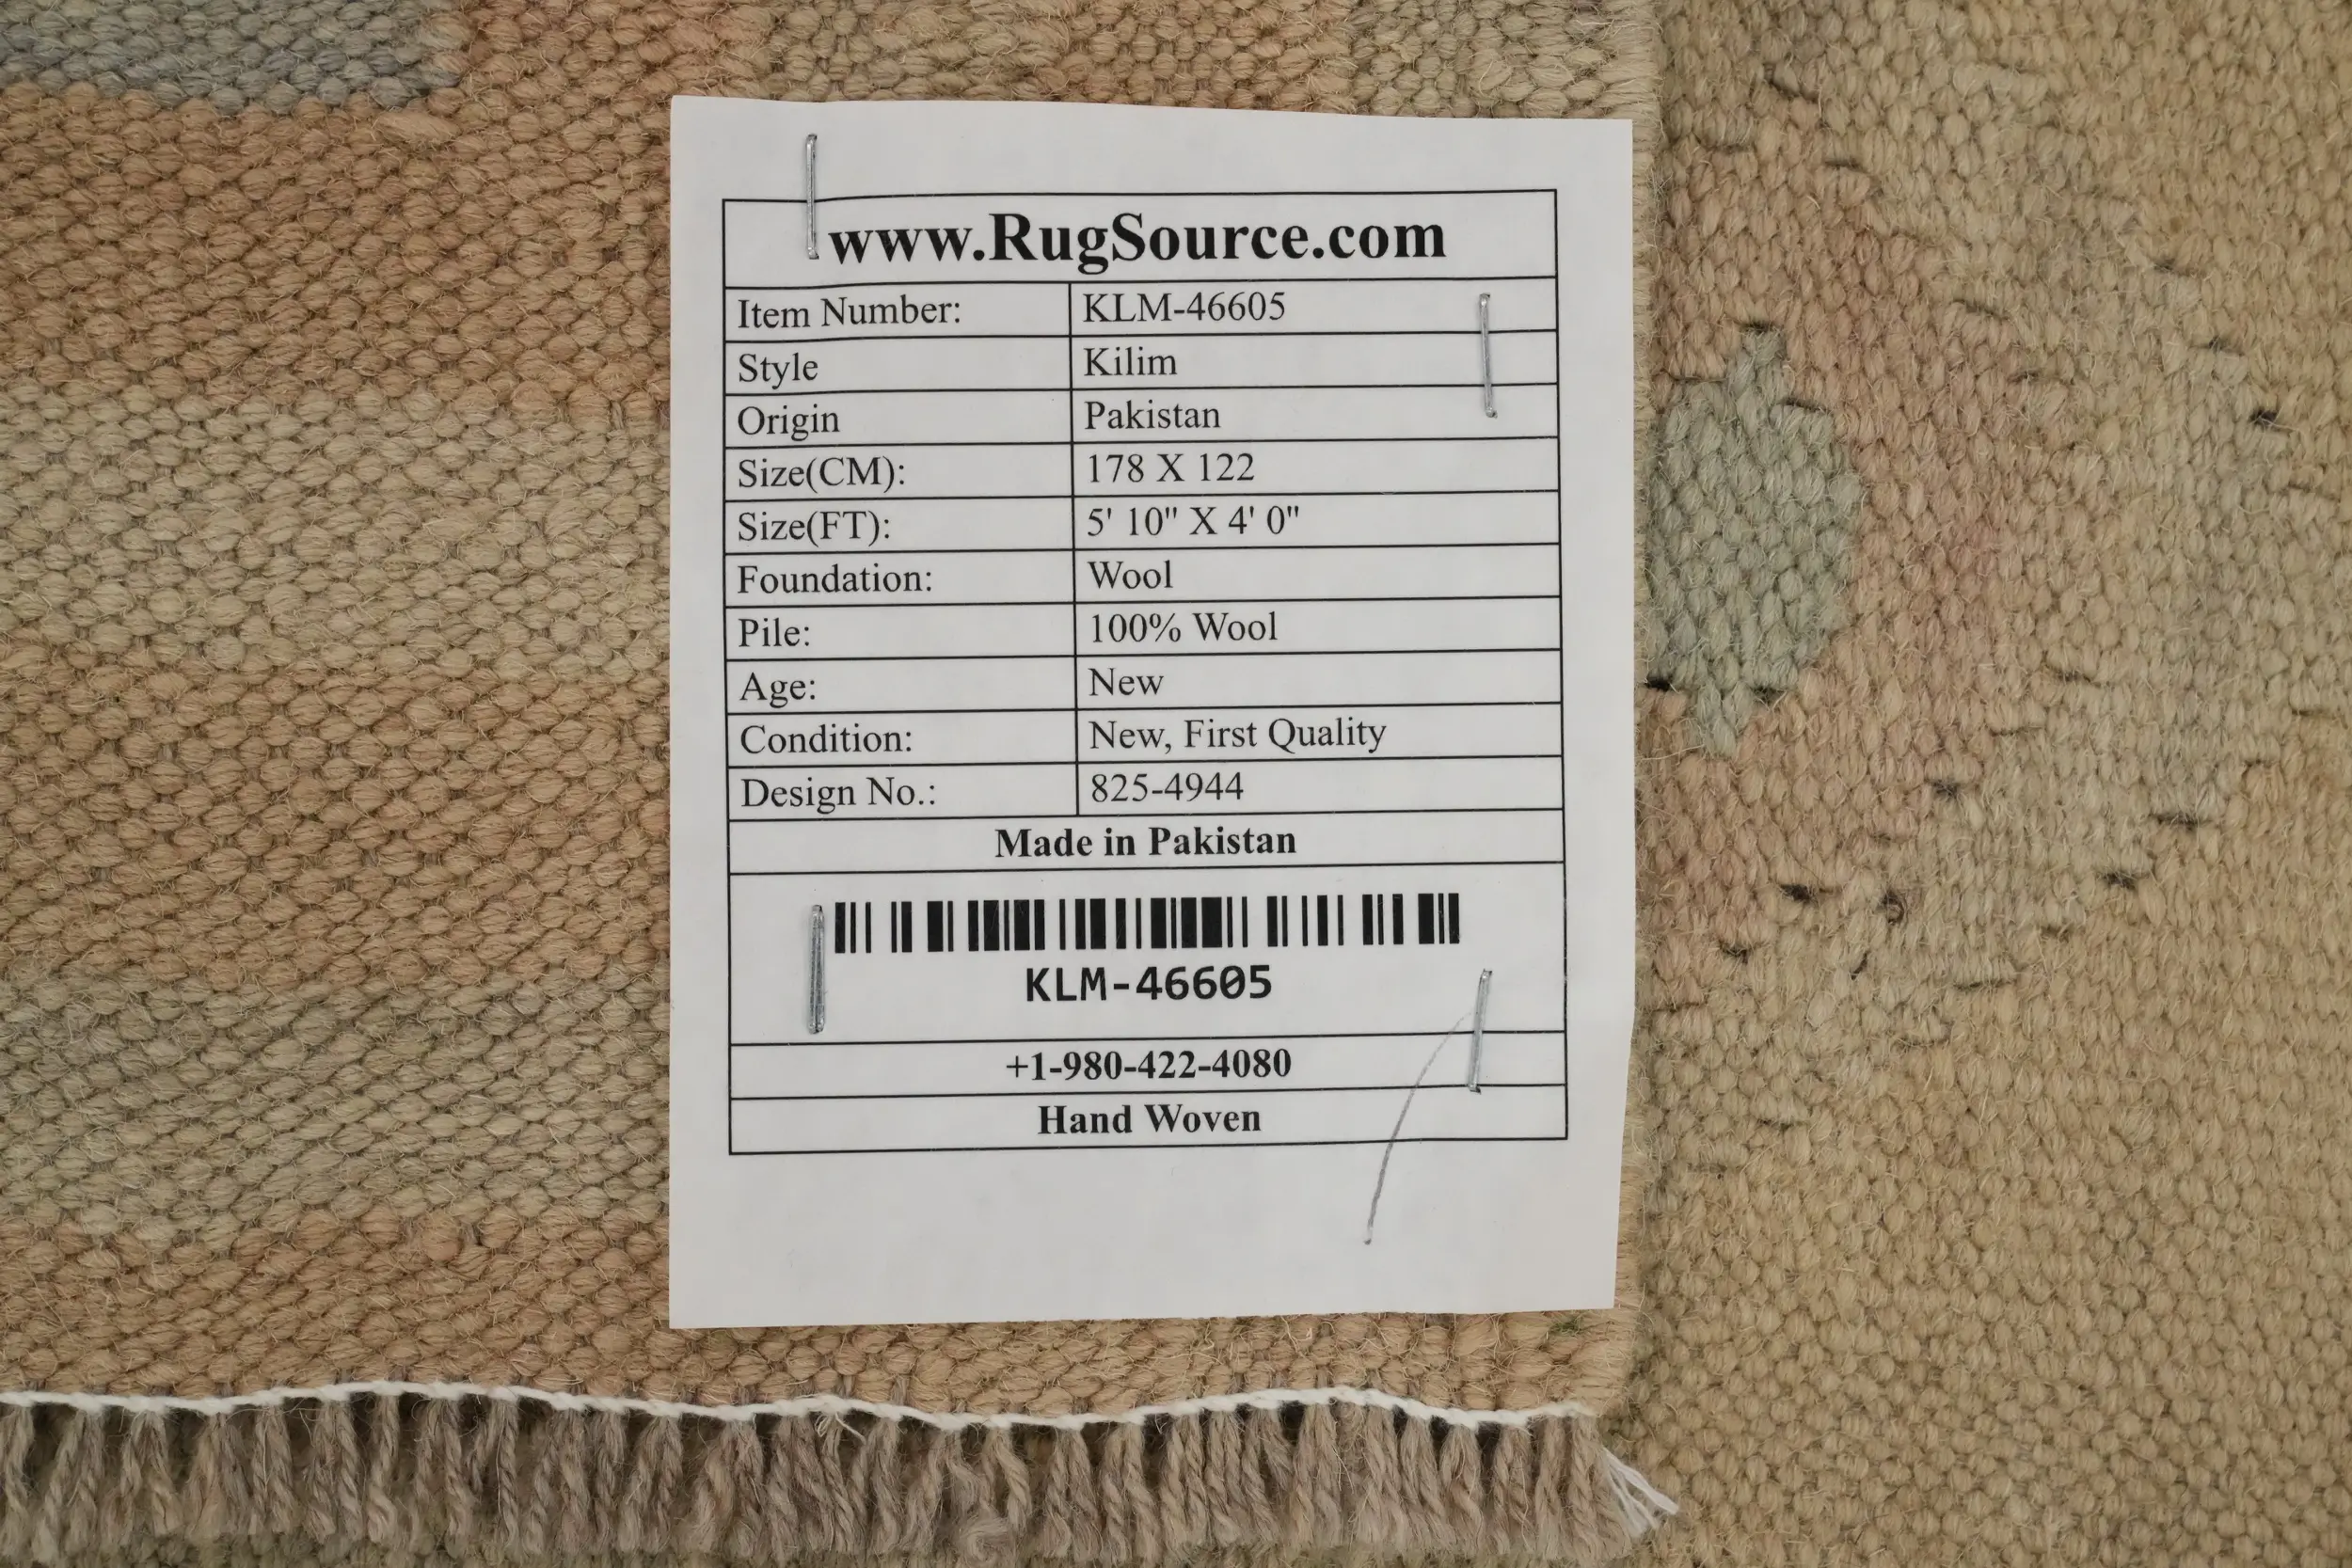 www.RugSource.com
Item Number: KLM-46605
Style Kilim
Origin Pakistan
Size(CM): 178 X 122
Size(FT): 5' 10" X 4' 0"
Foundation: Wool
Pile: 100% Wool
Age: New
Condition: New, First Quality
Design No.: 825-4944
Made in Pakistan
KLM-46605
+1-980-422-4080
Hand Woven